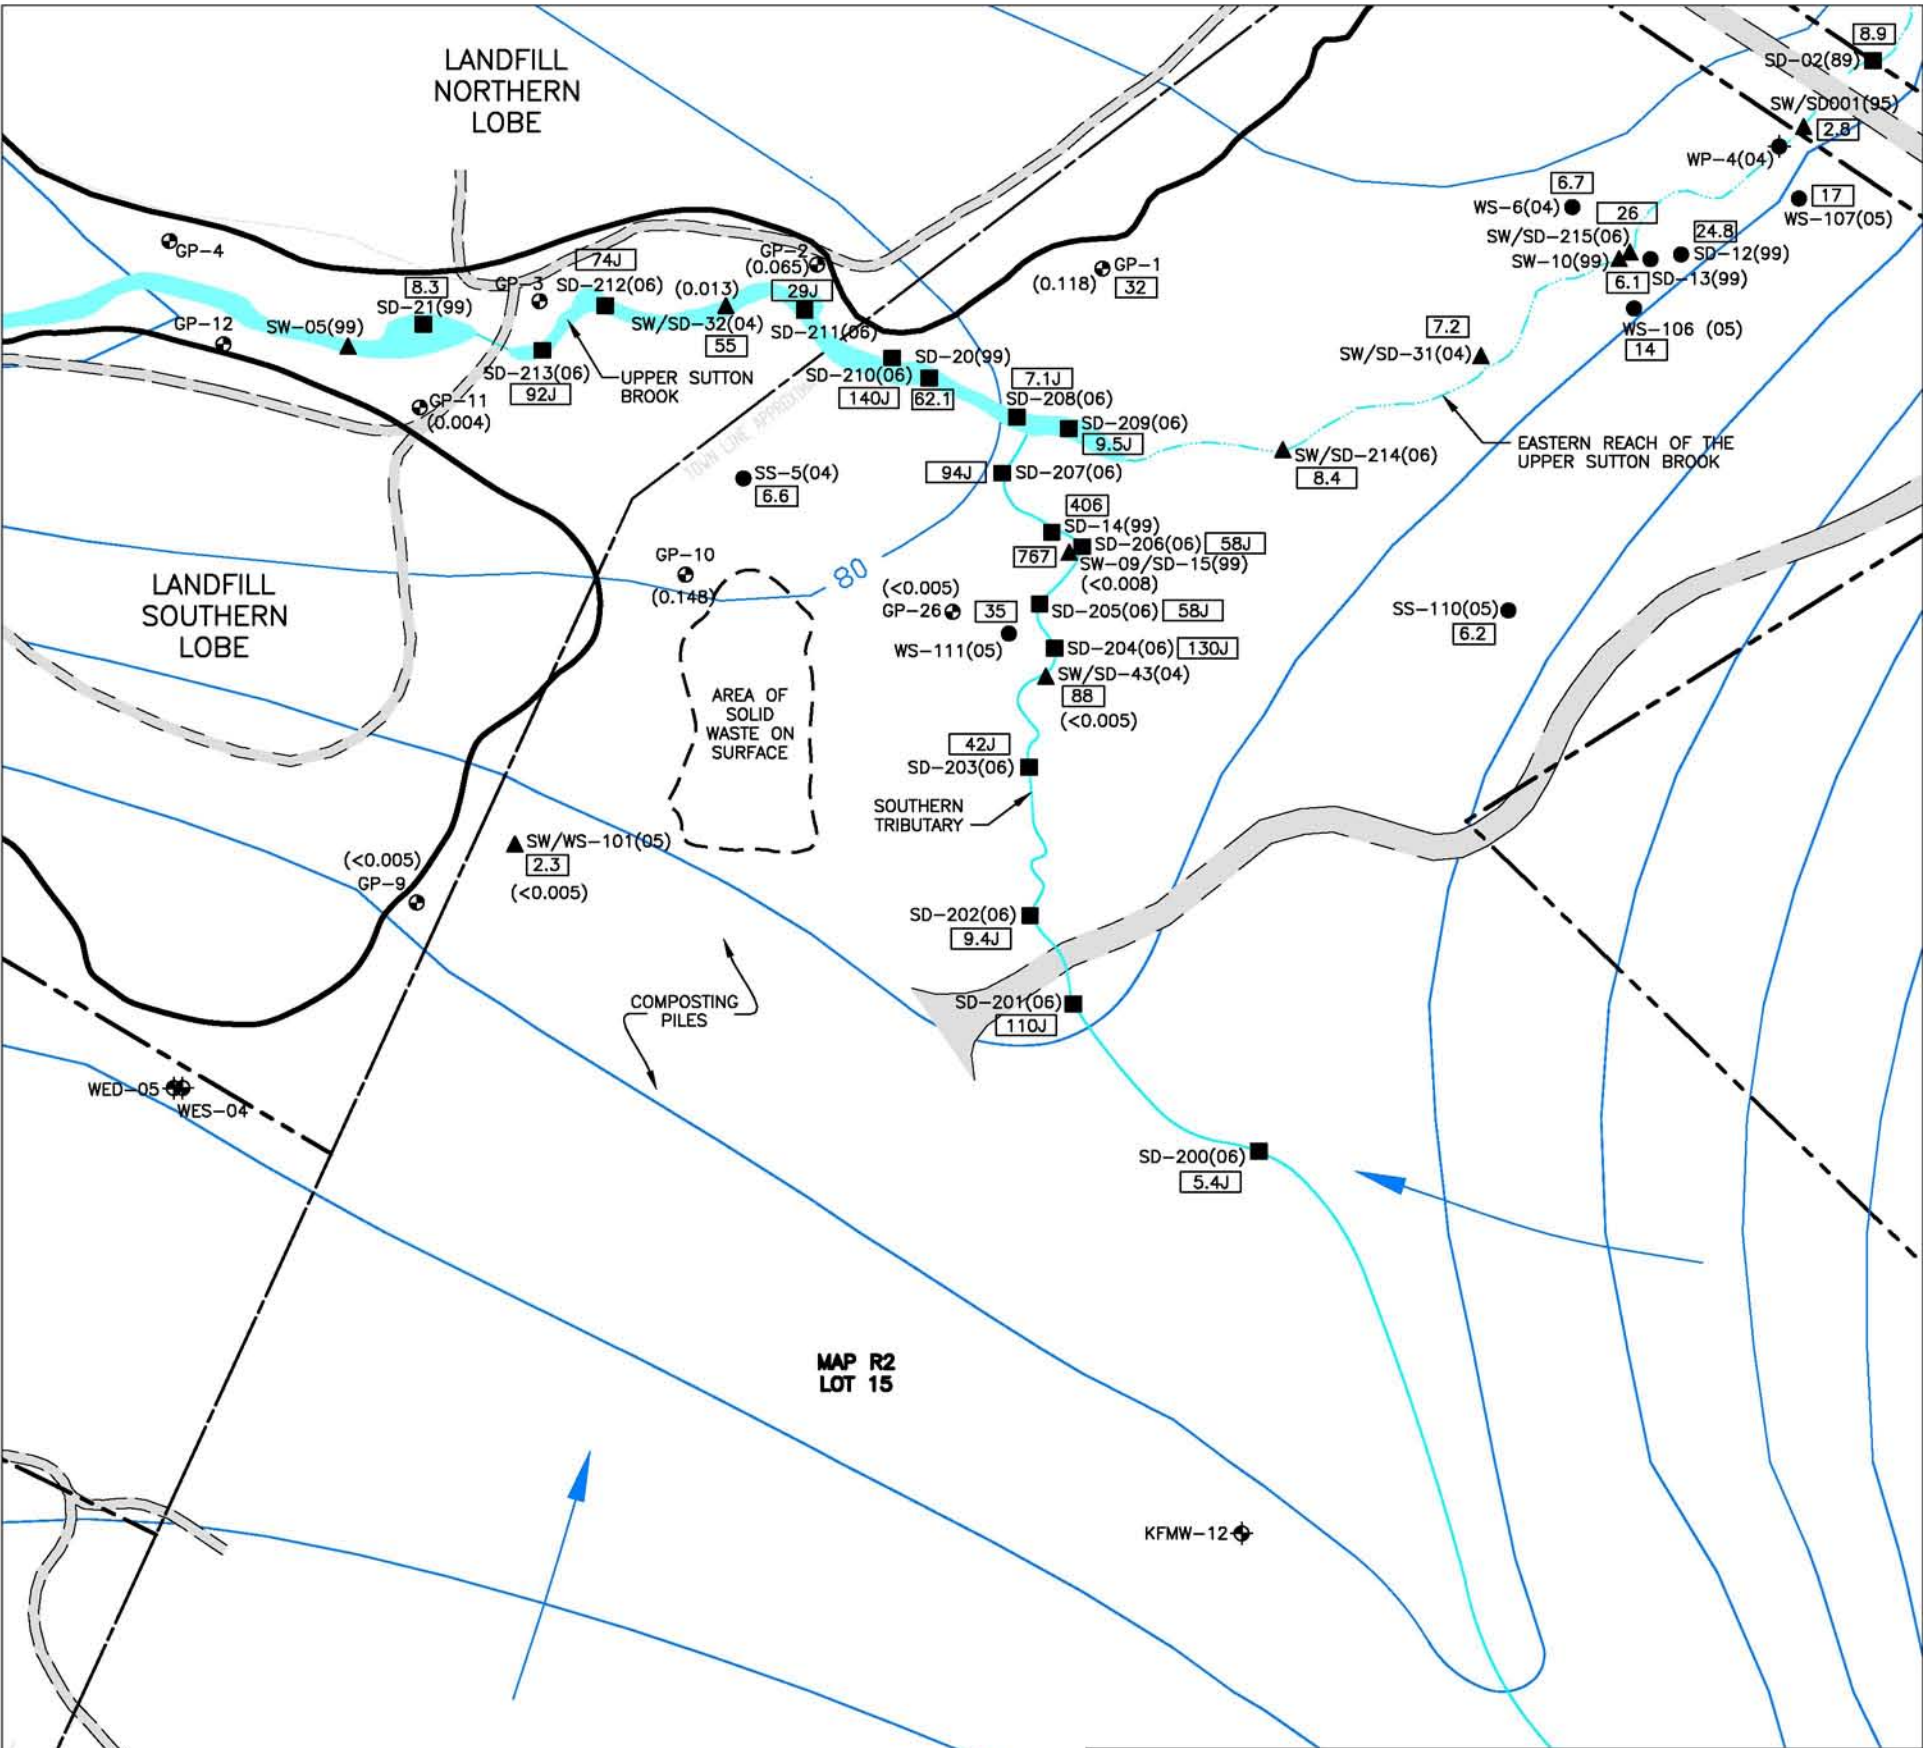 LANDFILL
NORTHERN
LOBE
8.9
SD-02(89)
SW/SD001(95)
2.8
WP-4(04)
6.7
WS-6(04)
17
WS-107(05)
26
SW/SD-215(06)
24.8
SD-12(99)
SW-10(99)
6.1
SD-13(99)
WS-106 (05)
14
GP-4
GP-2
(0.065)
GP-1
(0.118)
32
74J
8.3
GP-3
SD-212(06)
(0.013)
29J
SD-21(99)
GP-12
SW-05(99)
SW/SD-32(04)
55
SD-211(06)
7.2
SW/SD-31(04)
SD-213(06)
92J
UPPER SUTTON
BROOK
SD-20(99)
SD-210(06)
140J
62.1
7.1J
SD-208(06)
GP-11
(0.004)
TOWN LINE
SD-209(06)
9.5J
SW/SD-214(06)
8.4
EASTERN REACH OF THE
UPPER SUTTON BROOK
SS-5(04)
6.6
94J
SD-207(06)
406
SD-14(99)
767
SD-206(06)
58J
SW-09/SD-15(99)
(<0.008)
GP-10
(0.148)
80
LANDFILL
SOUTHERN
LOBE
(<0.005)
GP-26
35
SD-205(06)
58J
WS-111(05)
SD-204(06)
130J
SS-110(05)
6.2
SW/SD-43(04)
88
(<0.005)
AREA OF
SOLID
WASTE ON
SURFACE
42J
SD-203(06)
SOUTHERN
TRIBUTARY
SW/WS-101(05)
2.3
(<0.005)
(<0.005)
GP-9
SD-202(06)
9.4J
COMPOSTING
PILES
SD-201(06)
110J
WED-05
WES-04
SD-200(06)
5.4J
MAP R2
LOT 15
KFMW-12